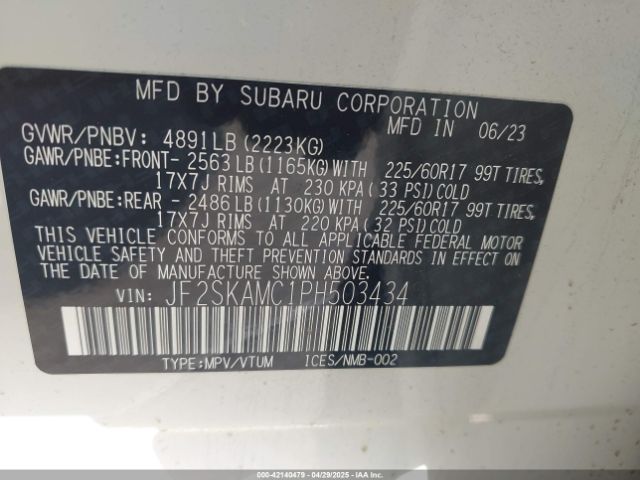 MFD BY SUBARU CORPORATION
MFD IN 06/23
GVWR/PNBV: 4891LB (2223KG)
GAWR/PNBE:FRONT- 2563LB (1165KG) WITH 225/60R17 99T TIRES,
17X7J RIMS AT 230 KPA( 33 PSI) COLD
GAWR/PNBE:REAR - 2486LB (1130KG) WITH 225/60R17 99T TIRES,
17X7J RIMS AT 220 KPA( 32 PSI) COLD
THIS VEHICLE CONFORMS TO ALL APPLICABLE FEDERAL MOTOR
VEHICLE SAFETY AND THEFT PREVENTION STANDARDS IN EFFECT ON
THE DATE OF MANUFACTURE SHOWN ABOVE.
VIN: JF2SKAMC1PH503434
TYPE:MPV/VTUM ICES/NMB-002
000-42140479 04/29/2025 IAA Inc.